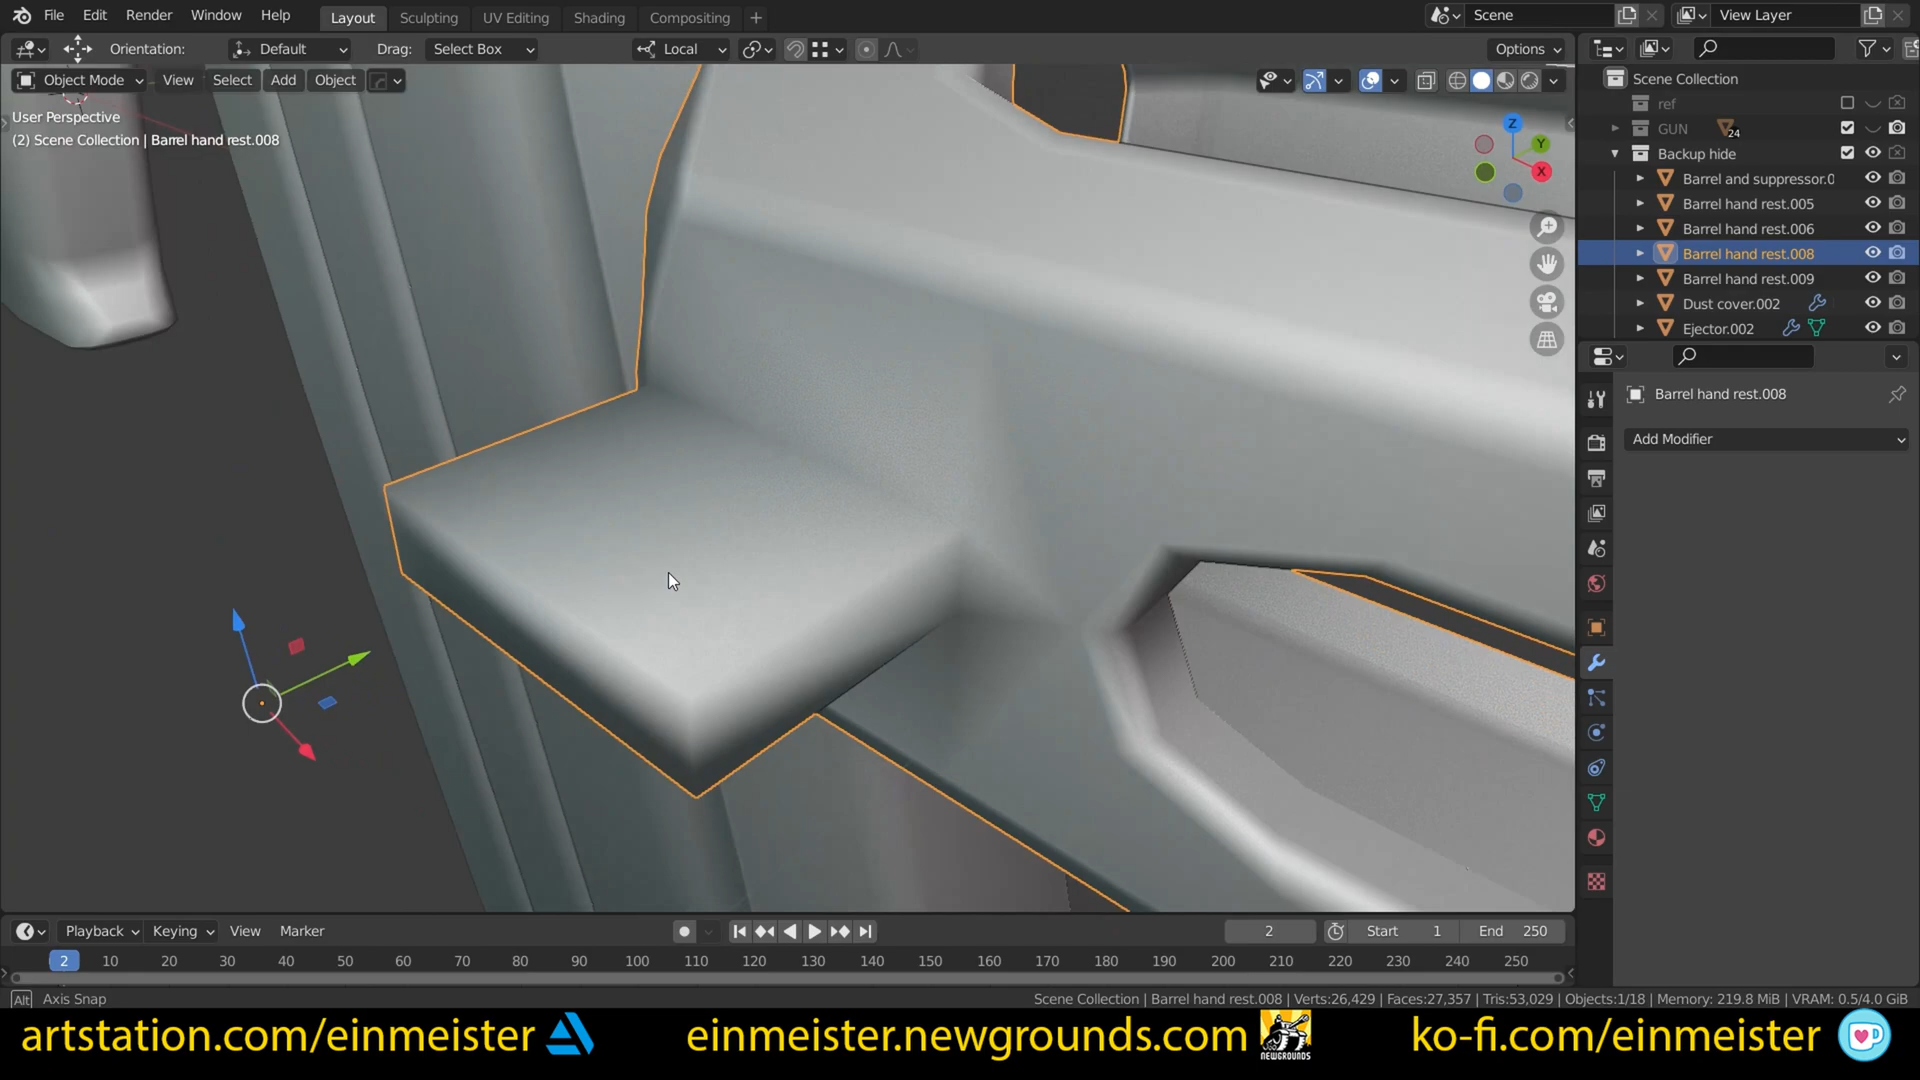 File Edit Render Window Help Layout Sculpting UV Editing Shading Compositing + Scene View Layer
Orientation: Default Drag: Select Box Local Options
Object Mode View Select Add Object
User Perspective
(2) Scene Collection | Barrel hand rest.008
Z
Y
X
Scene Collection
ref
GUN 24
Backup hide
Barrel and suppressor.0
Barrel hand rest.005
Barrel hand rest.006
Barrel hand rest.008
Barrel hand rest.009
Dust cover.002
Ejector.002
Barrel hand rest.008
Add Modifier
Playback Keying View Marker 2 Start 1 End 250
2 10 20 30 40 50 60 70 80 90 100 110 120 130 140 150 160 170 180 190 200 210 220 230 240 250
Alt Axis Snap Scene Collection | Barrel hand rest.008 | Verts:26,429 | Faces:27,357 | Tris:53,029 | Objects:1/18 | Memory: 219.8 MiB | VRAM: 0.5/4.0 GiB
artstation.com/einmeister einmeister.newgrounds.com NEWGROUNDS ko-fi.com/einmeister